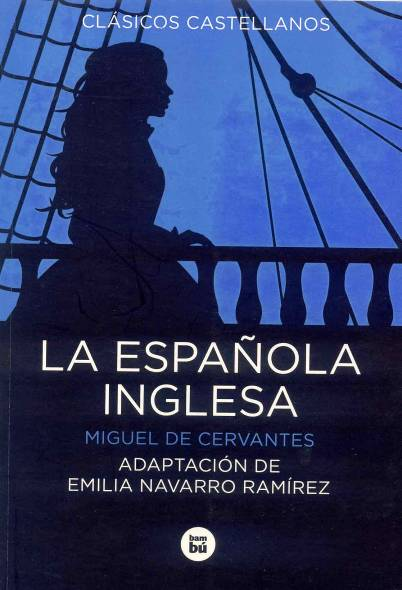 CLÁSICOS CASTELLANOS
LA ESPAÑOLA
INGLESA
MIGUEL DE CERVANTES
ADAPTACIÓN DE
EMILIA NAVARRO RAMÍREZ
bam
bú